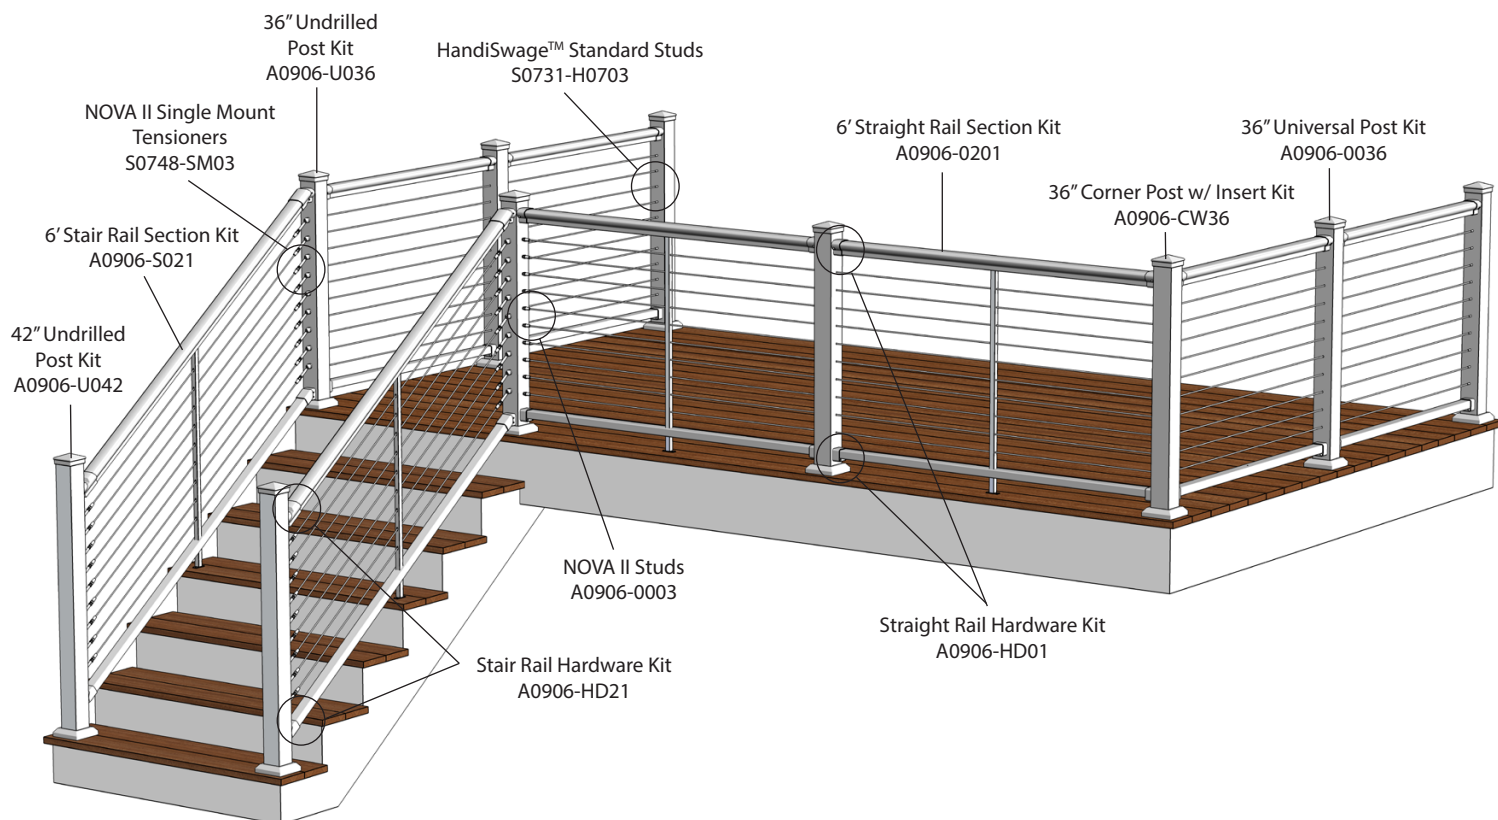 36” Undrilled
Post Kit
A0906-U036
HandiSwage™ Standard Studs
S0731-H0703
NOVA II Single Mount
Tensioners
S0748-SM03
6’ Straight Rail Section Kit
A0906-0201
36” Universal Post Kit
A0906-0036
36” Corner Post w/ Insert Kit
A0906-CW36
6’ Stair Rail Section Kit
A0906-S021
42” Undrilled
Post Kit
A0906-U042
NOVA II Studs
A0906-0003
Straight Rail Hardware Kit
A0906-HD01
Stair Rail Hardware Kit
A0906-HD21